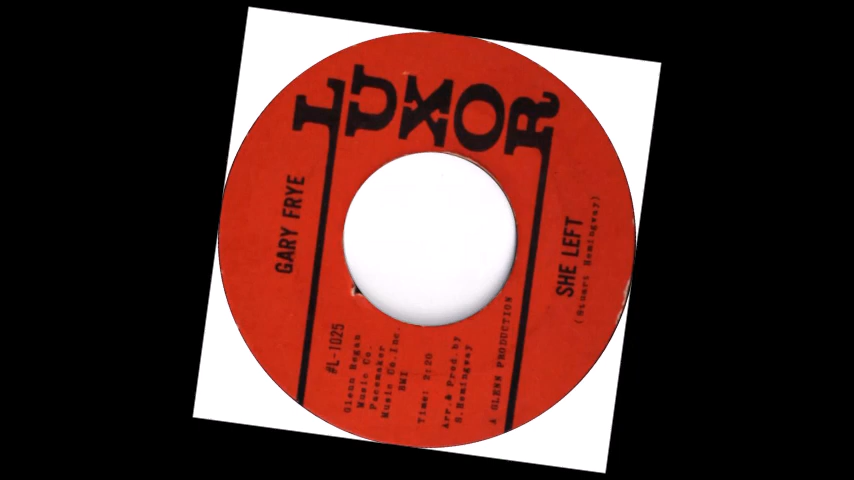 LUXOR
GARY FRYE
#L-1025
Glenn Regan
Music Co.
Pacemaker
Music Co.Inc.
BMI
Time: 2:20
Arr.& Prod.by
S.Hemingway
A GLENN PRODUCTION
SHE LEFT
(Stuart Hemingway)